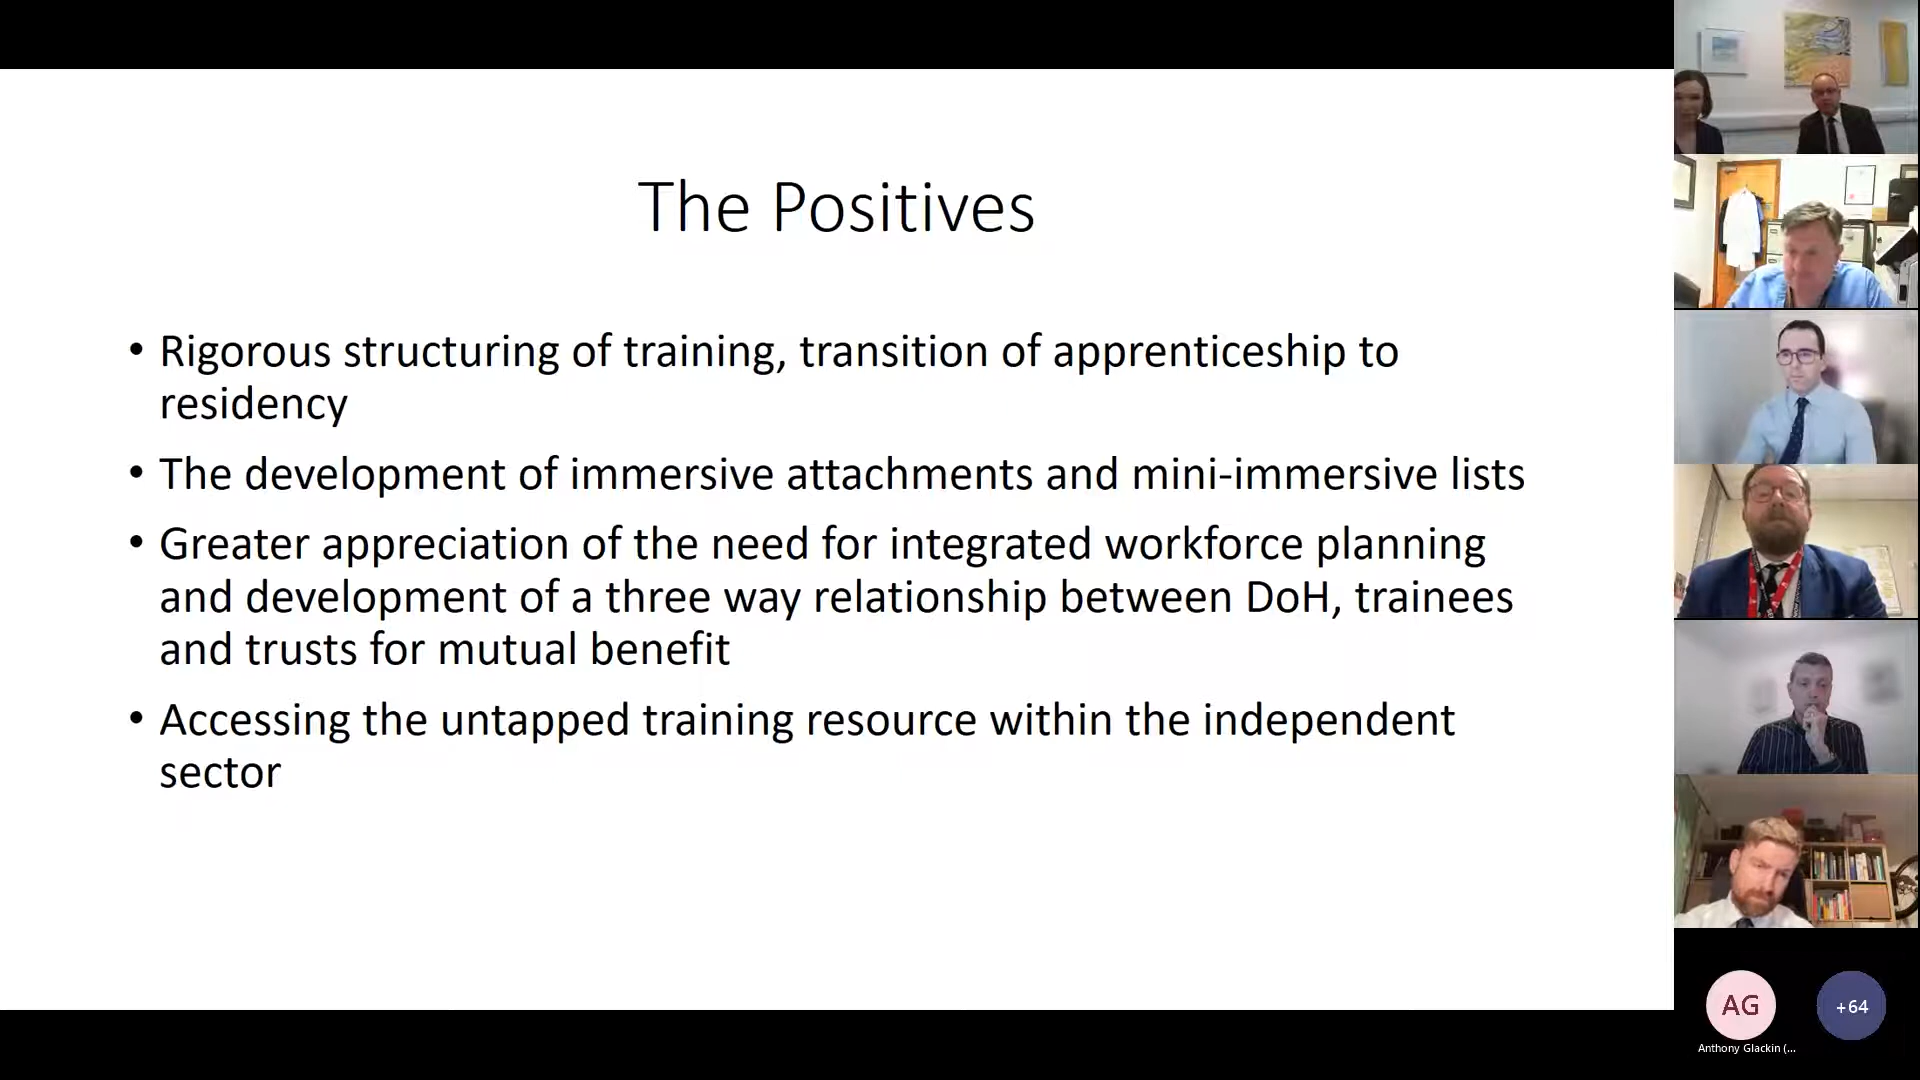 The Positives
• Rigorous structuring of training, transition of apprenticeship to
residency
• The development of immersive attachments and mini-immersive lists
• Greater appreciation of the need for integrated workforce planning
and development of a three way relationship between DoH, trainees
and trusts for mutual benefit
• Accessing the untapped training resource within the independent
sector
AG
+64
Anthony Glackin (...